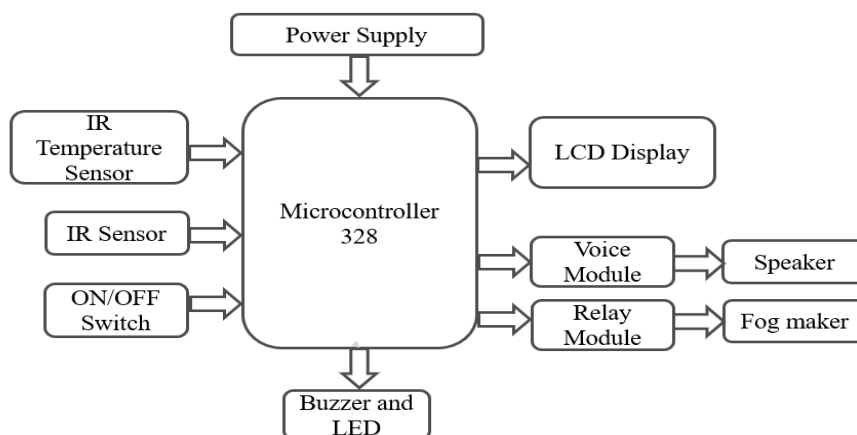 Power Supply
IR
Temperature
Sensor
LCD Display
Microcontroller
328
IR Sensor
Voice
Module
Speaker
ON/OFF
Switch
Relay
Module
Fog maker
Buzzer and
LED